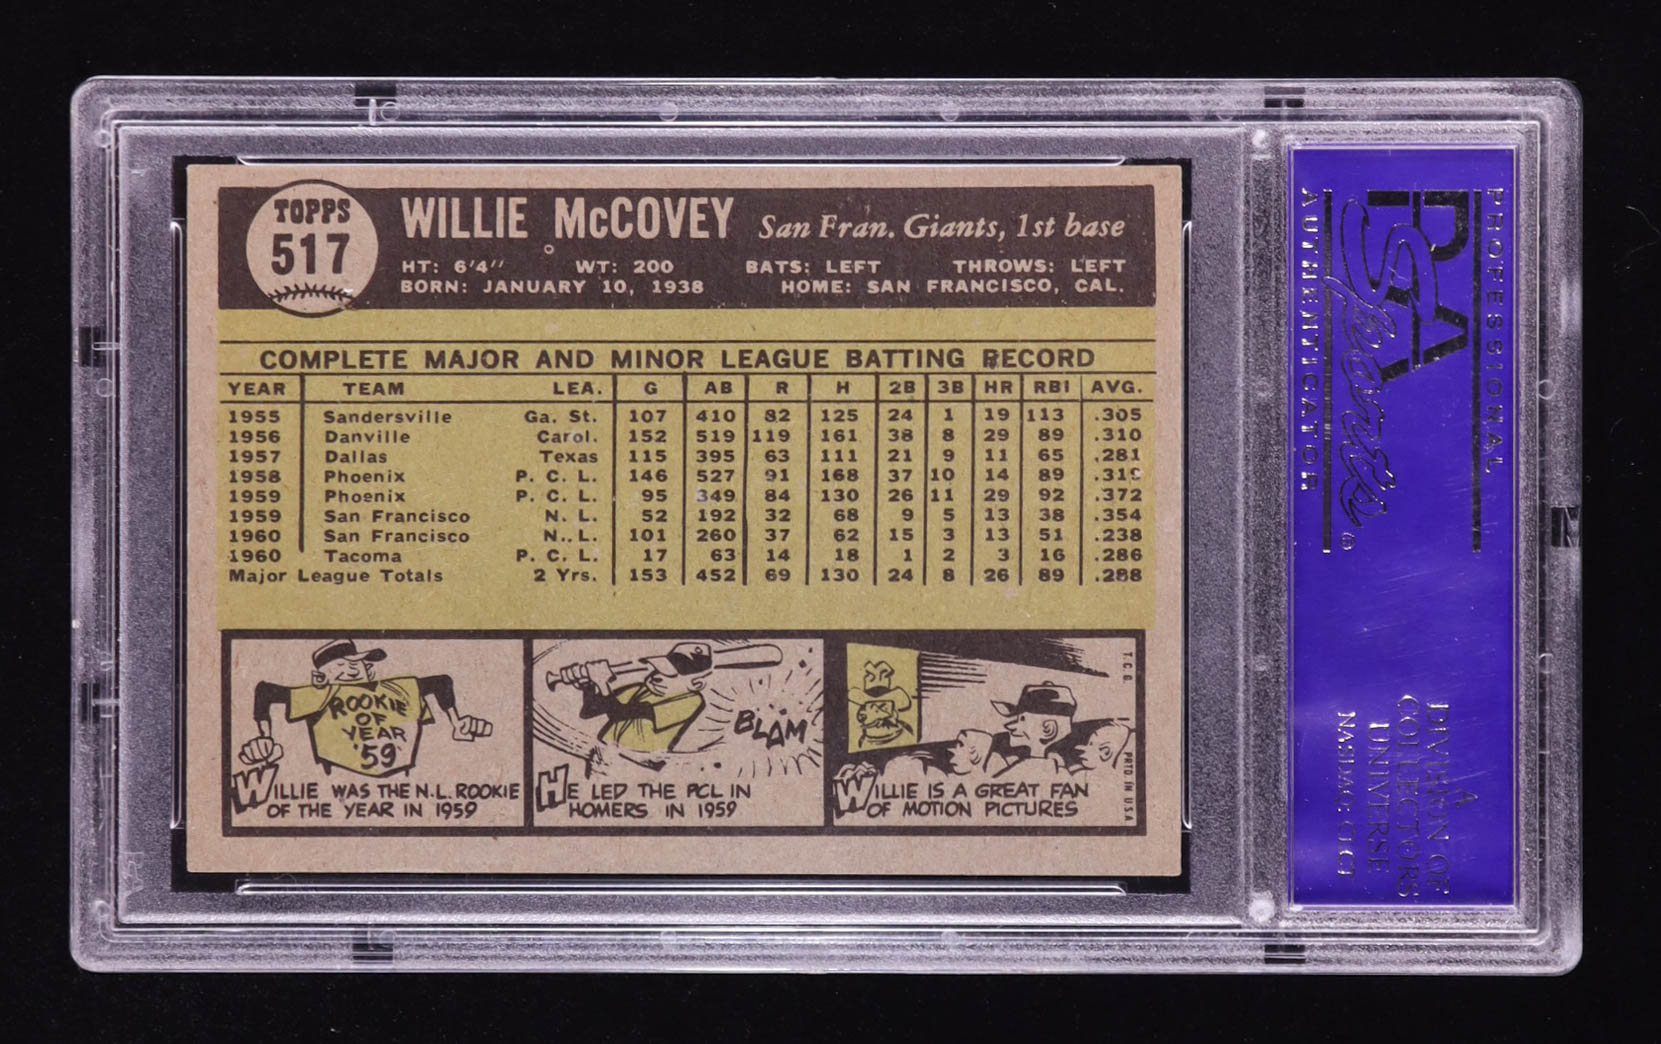 TOPPS
517
WILLIE McCOVEY San Fran. Giants, 1st base
HT: 6'4" WT: 200 BATS: LEFT THROWS: LEFT
BORN: JANUARY 10, 1938 HOME: SAN FRANCISCO, CAL.
COMPLETE MAJOR AND MINOR LEAGUE BATTING RECORD
YEAR TEAM LEA. G AB R H 2B 3B HR RBI AVG.
1955 Sandersville Ga. St. 107 410 82 125 24 1 19 113 .305
1956 Danville Carol. 152 519 119 161 38 8 29 89 .310
1957 Dallas Texas 115 395 63 111 21 9 11 65 .281
1958 Phoenix P. C. L. 146 527 91 168 37 10 14 89 .319
1959 Phoenix P. C. L. 95 349 84 130 26 11 29 92 .372
1959 San Francisco N. L. 52 192 32 68 9 5 13 38 .354
1960 San Francisco N. L. 101 260 37 62 15 3 13 51 .238
1960 Tacoma P. C. L. 17 63 14 18 1 2 3 16 .286
Major League Totals 2 Yrs. 153 452 69 130 24 8 26 89 .288
ROOKIE
OF
YEAR
'59
WILLIE WAS THE N.L. ROOKIE
OF THE YEAR IN 1959
BLAM
HE LED THE PCL IN
HOMERS IN 1959
WILLIE IS A GREAT FAN
OF MOTION PICTURES
T.C.G.
PRTD IN U.S.A.
PROFESSIONAL
PSA
Sports
®
AUTHENTICATOR
A
DIVISION OF
COLLECTORS
UNIVERSE
NASDAQ: CLCT